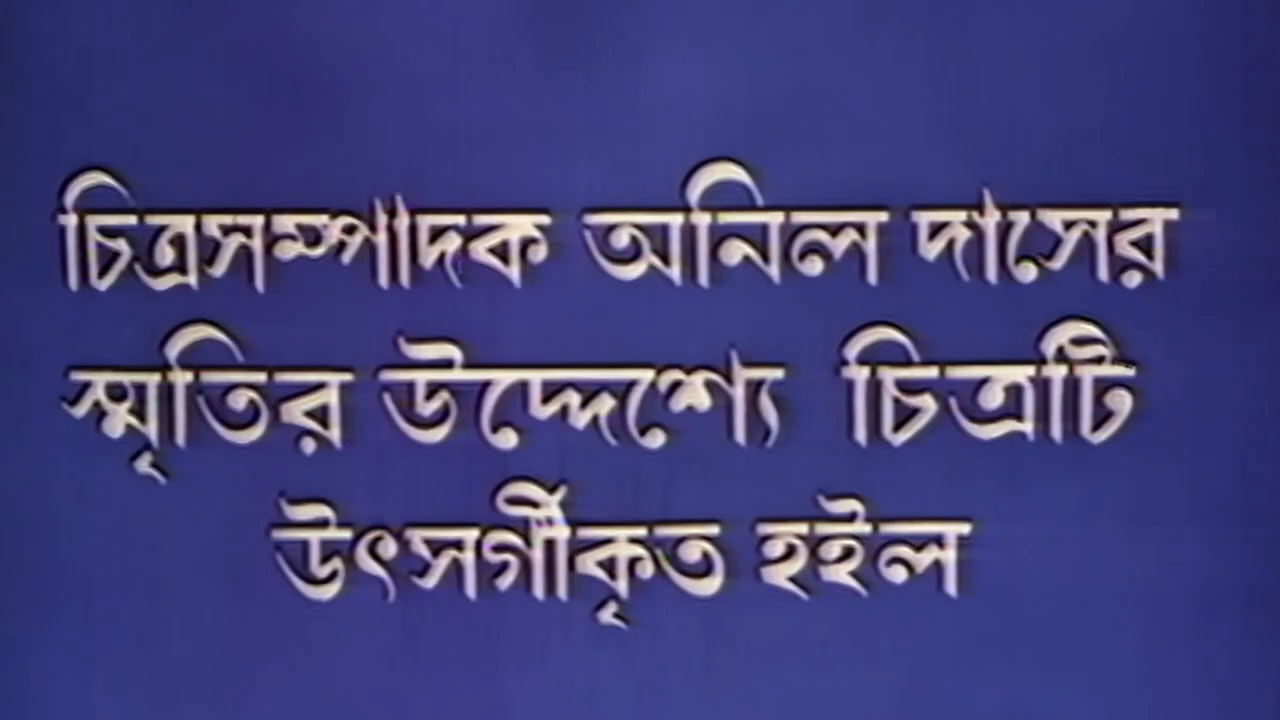 চিত্রসম্পাদক অনিল দাসের
স্মৃতির উদ্দেশ্যে চিত্রটি
উৎসর্গীকৃত হইল